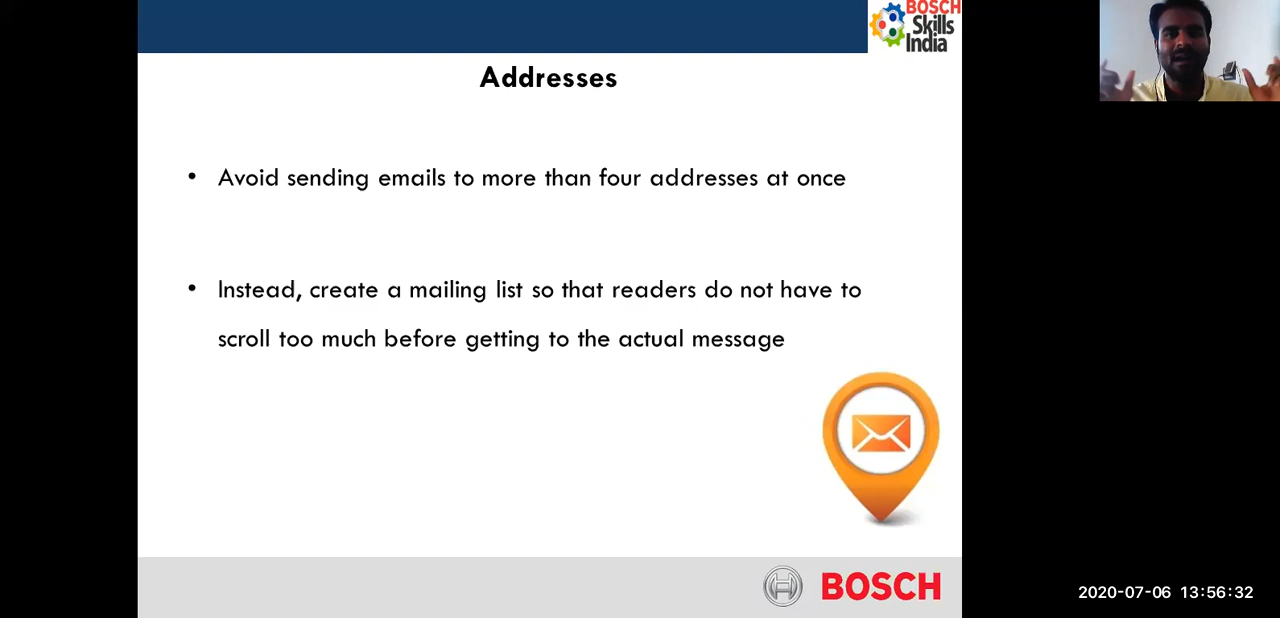 BOSCH
Skills
India
Addresses
• Avoid sending emails to more than four addresses at once
• Instead, create a mailing list so that readers do not have to
scroll too much before getting to the actual message
BOSCH
2020-07-06 13:56:32